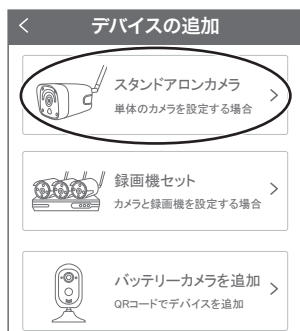 デバイスの追加
スタンドアロンカメラ
単体のカメラを設定する場合
録画機セット
カメラと録画機を設定する場合
バッテリーカメラを追加
QRコードでデバイスを追加